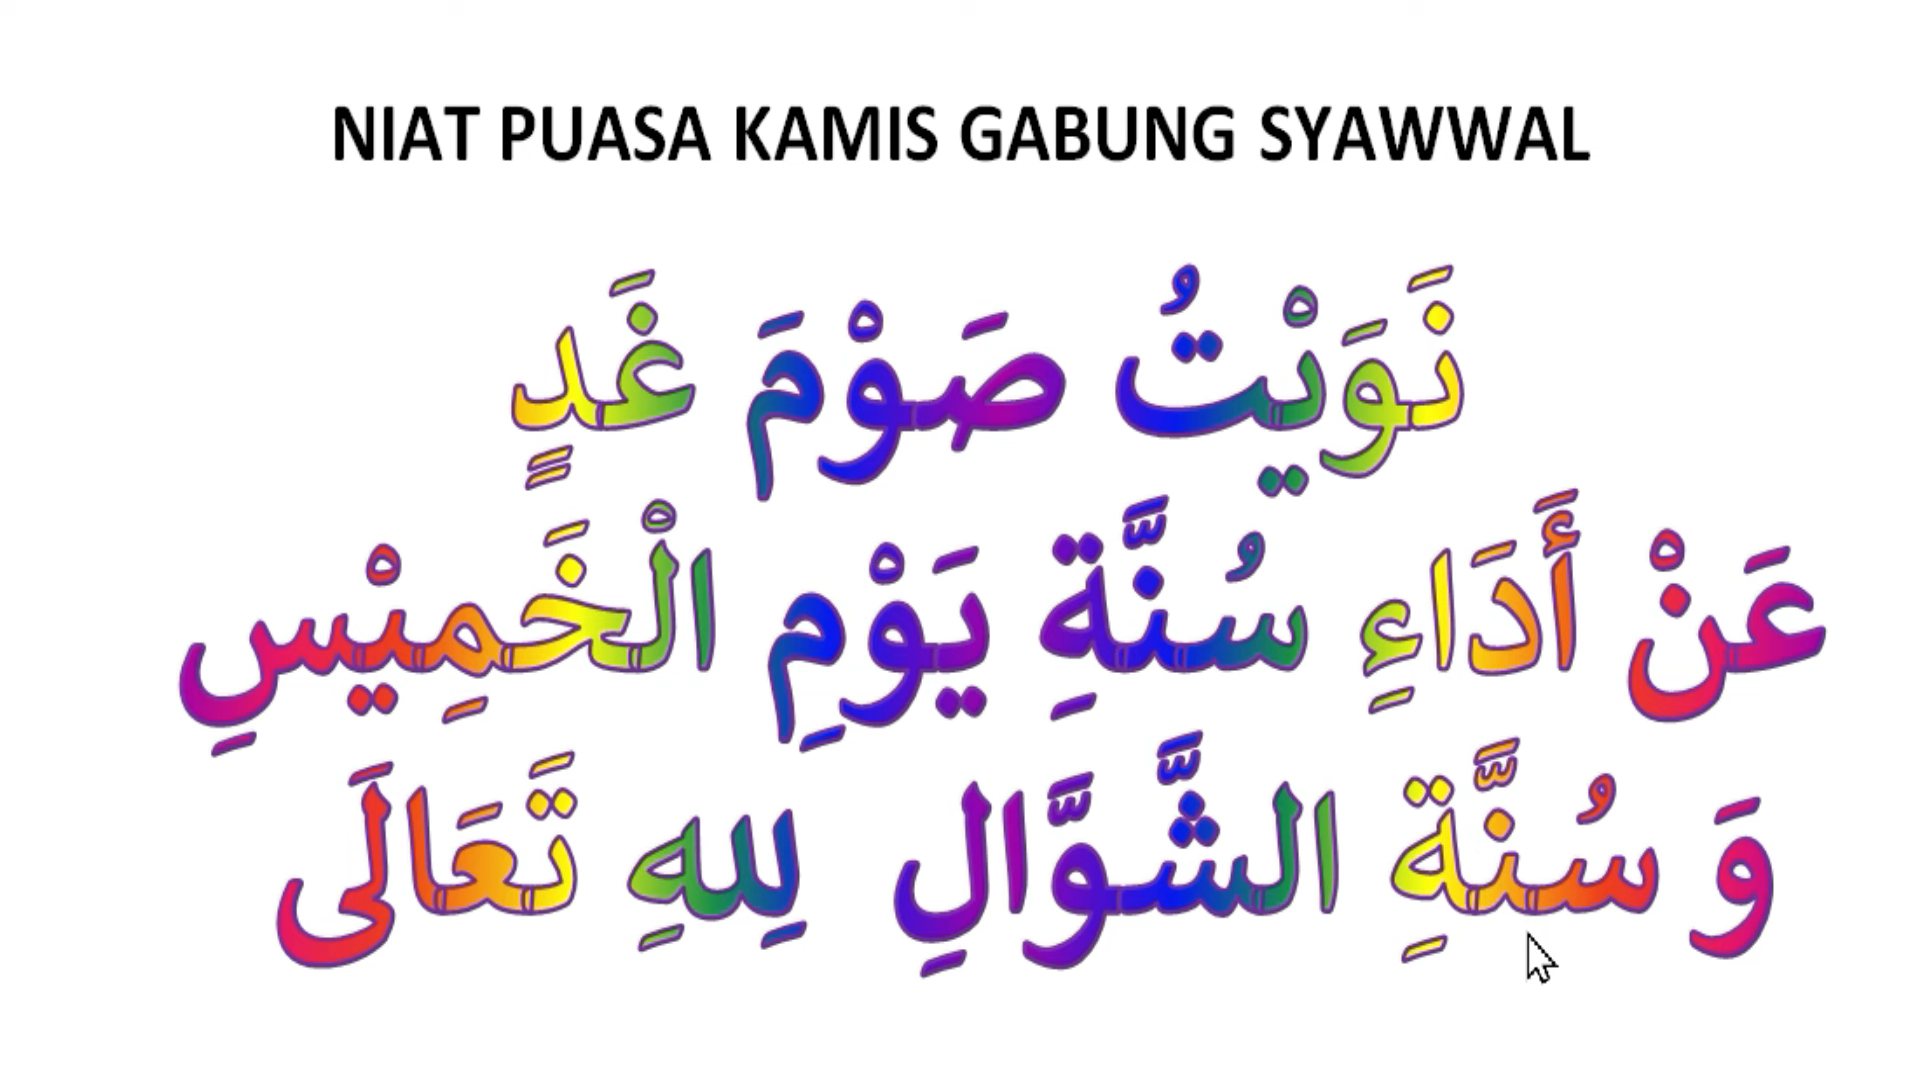 NIAT PUASA KAMIS GABUNG SYAWWAL
نَوَيْتُ صَوْمَ غَدٍ
عَنْ أَدَاءِ سُنَّةِ يَوْمِ الْخَمِيْسِ
وَ سُنَّةِ الشَّوَّالِ لِلهِ تَعَالَى